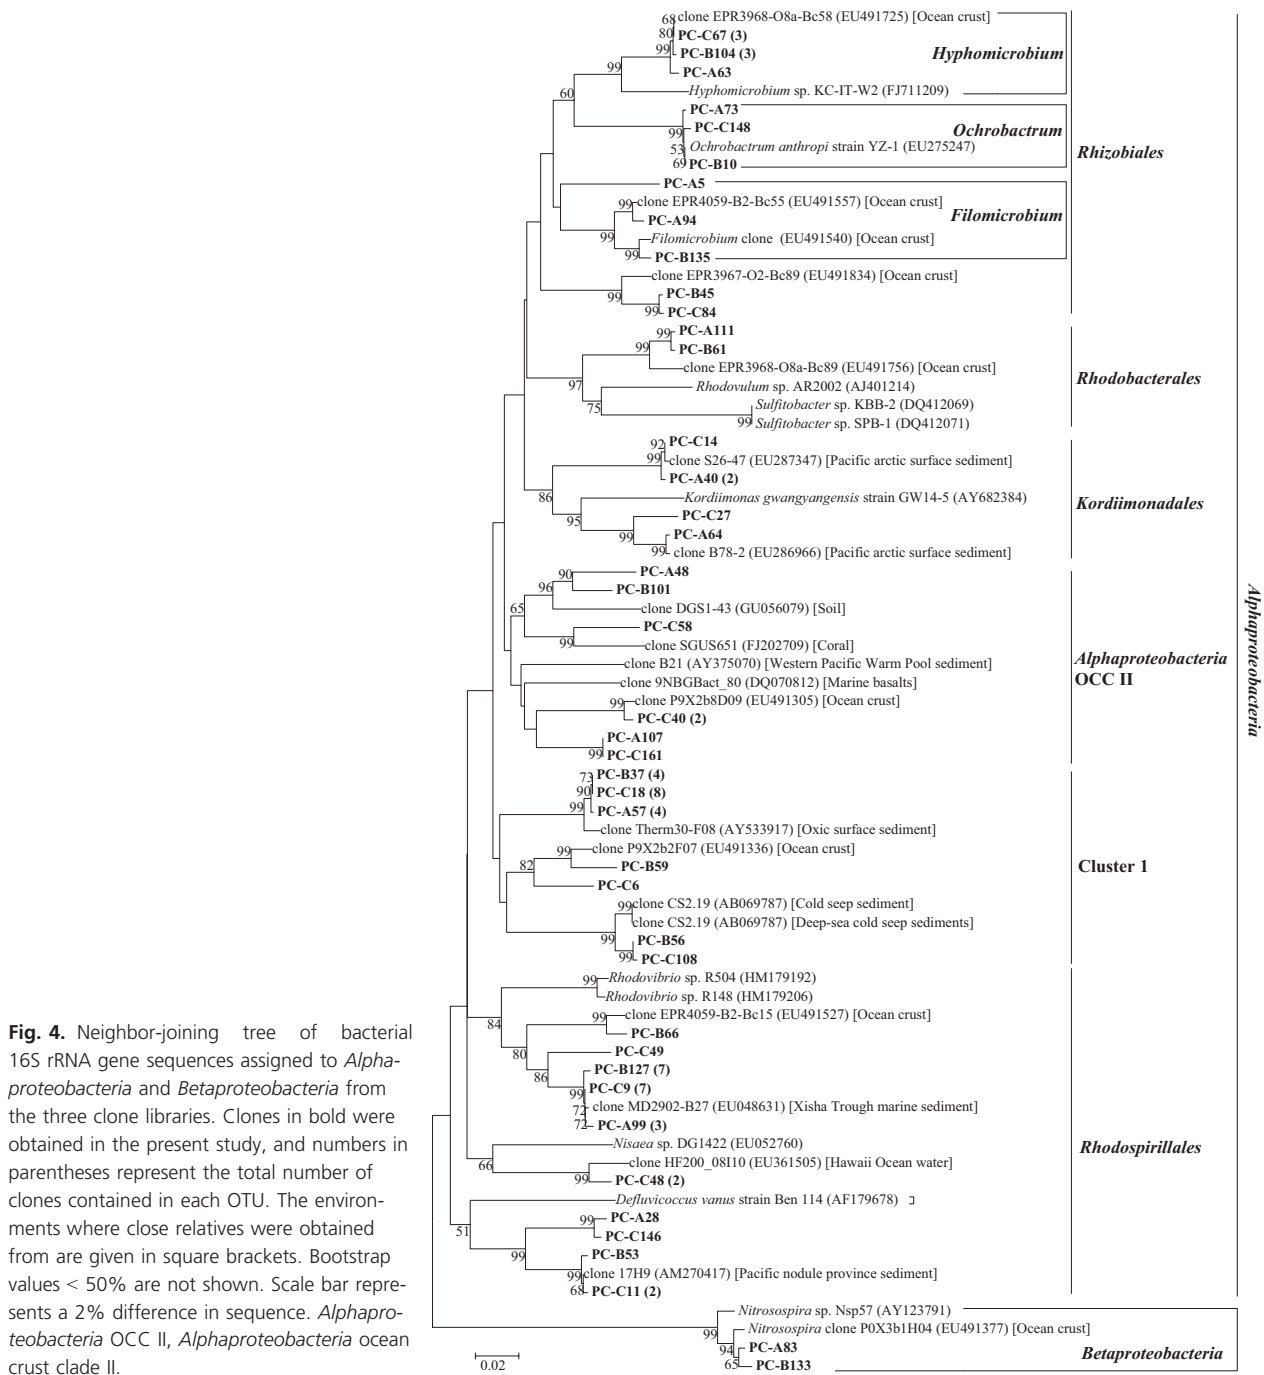 68 clone EPR3968-O8a-Bc58 (EU491725) [Ocean crust]
80 PC-C67 (3)
99 PC-B104 (3)
Hyphomicrobium
99 PC-A63
Hyphomicrobium sp. KC-IT-W2 (FJ711209)
60
PC-A73
PC-C148
Ochrobactrum
99
53 Ochrobactrum anthropi strain YZ-1 (EU275247)
69 PC-B10
Rhizobiales
PC-A5
99 clone EPR4059-B2-Bc55 (EU491557) [Ocean crust]
PC-A94
Filomicrobium
99
Filomicrobium clone (EU491540) [Ocean crust]
99 PC-B135
clone EPR3967-O2-Bc89 (EU491834) [Ocean crust]
99
PC-B45
99 PC-C84
99 PC-A111
99 PC-B61
clone EPR3968-O8a-Bc89 (EU491756) [Ocean crust]
Rhodobacterales
97
Rhodovulum sp. AR2002 (AJ401214)
75
Sulfitobacter sp. KBB-2 (DQ412069)
99 Sulfitobacter sp. SPB-1 (DQ412071)
92 PC-C14
99 clone S26-47 (EU287347) [Pacific arctic surface sediment]
PC-A40 (2)
86
Kordiimonas gwangyangensis strain GW14-5 (AY682384)
Kordiimonadales
95
PC-C27
99
PC-A64
99 clone B78-2 (EU286966) [Pacific arctic surface sediment]
90 PC-A48
96 PC-B101
65 clone DGS1-43 (GU056079) [Soil]
PC-C58
99 clone SGUS651 (FJ202709) [Coral]
clone B21 (AY375070) [Western Pacific Warm Pool sediment]
Alphaproteobacteria
OCC II
clone 9NBGBact_80 (DQ070812) [Marine basalts]
99 clone P9X2b8D09 (EU491305) [Ocean crust]
PC-C40 (2)
PC-A107
99 PC-C161
Alphaproteobacteria
73 PC-B37 (4)
90 PC-C18 (8)
99 PC-A57 (4)
clone Therm30-F08 (AY533917) [Oxic surface sediment]
99 clone P9X2b2F07 (EU491336) [Ocean crust]
82 PC-B59
Cluster 1
PC-C6
99 clone CS2.19 (AB069787) [Cold seep sediment]
clone CS2.19 (AB069787) [Deep-sea cold seep sediments]
99 PC-B56
99 PC-C108
99 Rhodovibrio sp. R504 (HM179192)
Rhodovibrio sp. R148 (HM179206)
84
99 clone EPR4059-B2-Bc15 (EU491527) [Ocean crust]
PC-B66
80
PC-C49
86
PC-B127 (7)
99 PC-C9 (7)
72 clone MD2902-B27 (EU048631) [Xisha Trough marine sediment]
72 PC-A99 (3)
Nisaea sp. DG1422 (EU052760)
Rhodospirillales
66
clone HF200_08I10 (EU361505) [Hawaii Ocean water]
99 PC-C48 (2)
Defluvicoccus vanus strain Ben 114 (AF179678)
51
99 PC-A28
PC-C146
99
PC-B53
99 clone 17H9 (AM270417) [Pacific nodule province sediment]
68 PC-C11 (2)
Nitrosospira sp. Nsp57 (AY123791)
99
Nitrosospira clone P0X3b1H04 (EU491377) [Ocean crust]
94 PC-A83
65 PC-B133
Betaproteobacteria
0.02
Fig. 4. Neighbor-joining tree of bacterial
16S rRNA gene sequences assigned to Alpha-
proteobacteria and Betaproteobacteria from
the three clone libraries. Clones in bold were
obtained in the present study, and numbers in
parentheses represent the total number of
clones contained in each OTU. The environ-
ments where close relatives were obtained
from are given in square brackets. Bootstrap
values < 50% are not shown. Scale bar repre-
sents a 2% difference in sequence. Alphapro-
teobacteria OCC II, Alphaproteobacteria ocean
crust clade II.